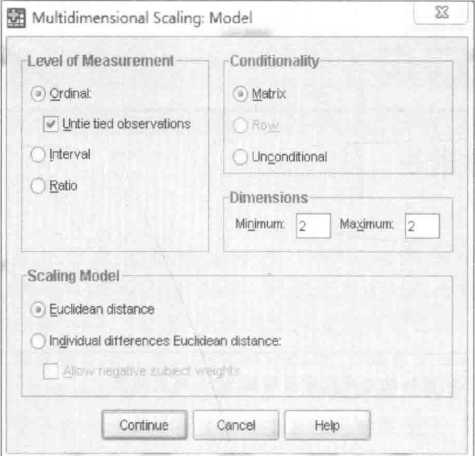 Multidimensional Scaling: Model
Level of Measurement
Ordinal:
Untie tied observations
Interval
Ratio
Conditionality
Matrix
Row
Unconditional
Dimensions
Minimum: 2 Maximum: 2
Scaling Model
Euclidean distance
Individual differences Euclidean distance:
Allow negative subject weights
Continue Cancel Help